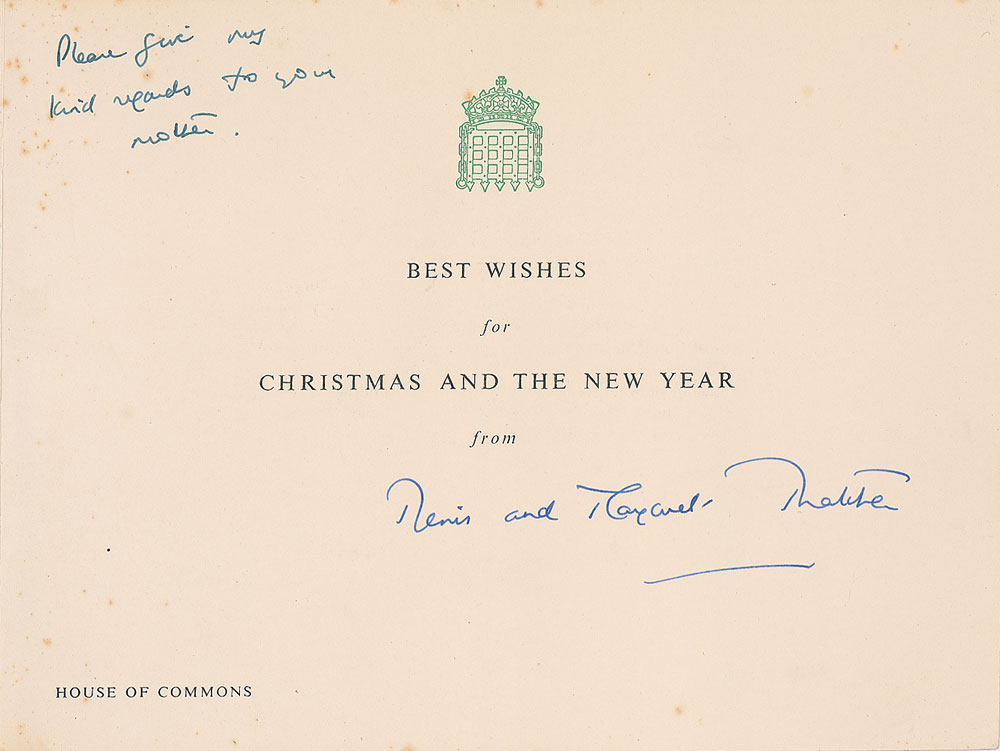 Please give my
kind regards to your
mother.
BEST WISHES
for
CHRISTMAS AND THE NEW YEAR
from
Denis and Margaret Thatcher
HOUSE OF COMMONS